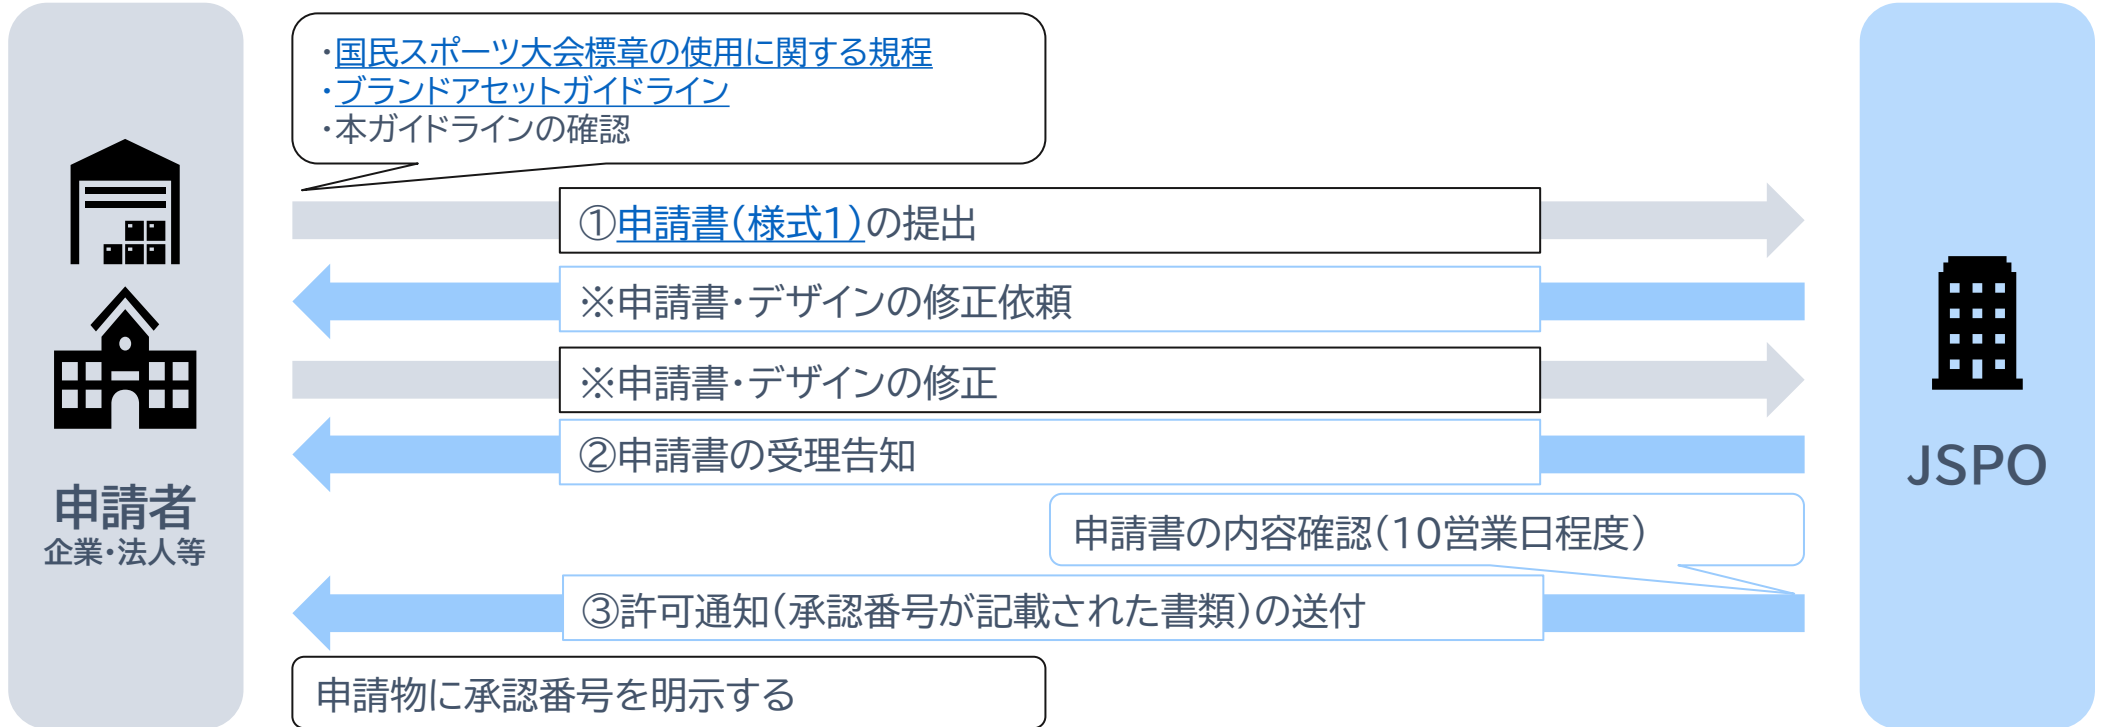 ・国民スポーツ大会標章の使用に関する規程
・ブランドアセットガイドライン
・本ガイドラインの確認
①申請書(様式1)の提出
※申請書・デザインの修正依頼
※申請書・デザインの修正
②申請書の受理告知
申請書の内容確認(10営業日程度)
③許可通知(承認番号が記載された書類)の送付
申請物に承認番号を明示する
申請者
企業・法人等
JSPO